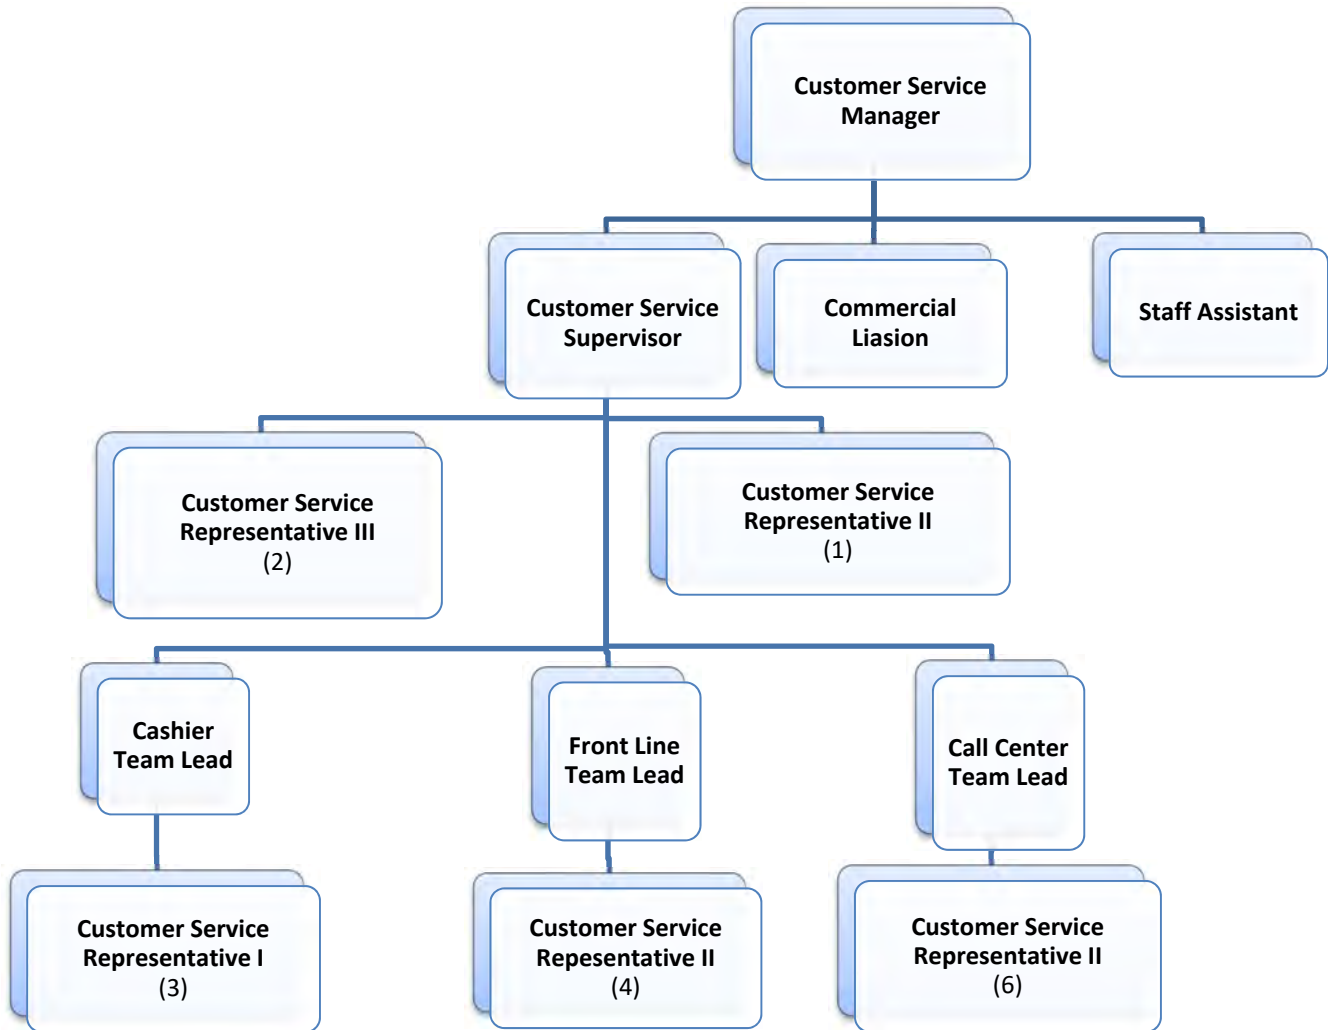 Customer Service
Manager
Customer Service
Supervisor
Commercial
Liasion
Staff Assistant
Customer Service
Representative III
(2)
Customer Service
Representative II
(1)
Cashier
Team Lead
Front Line
Team Lead
Call Center
Team Lead
Customer Service
Representative I
(3)
Customer Service
Repesentative II
(4)
Customer Service
Representative II
(6)